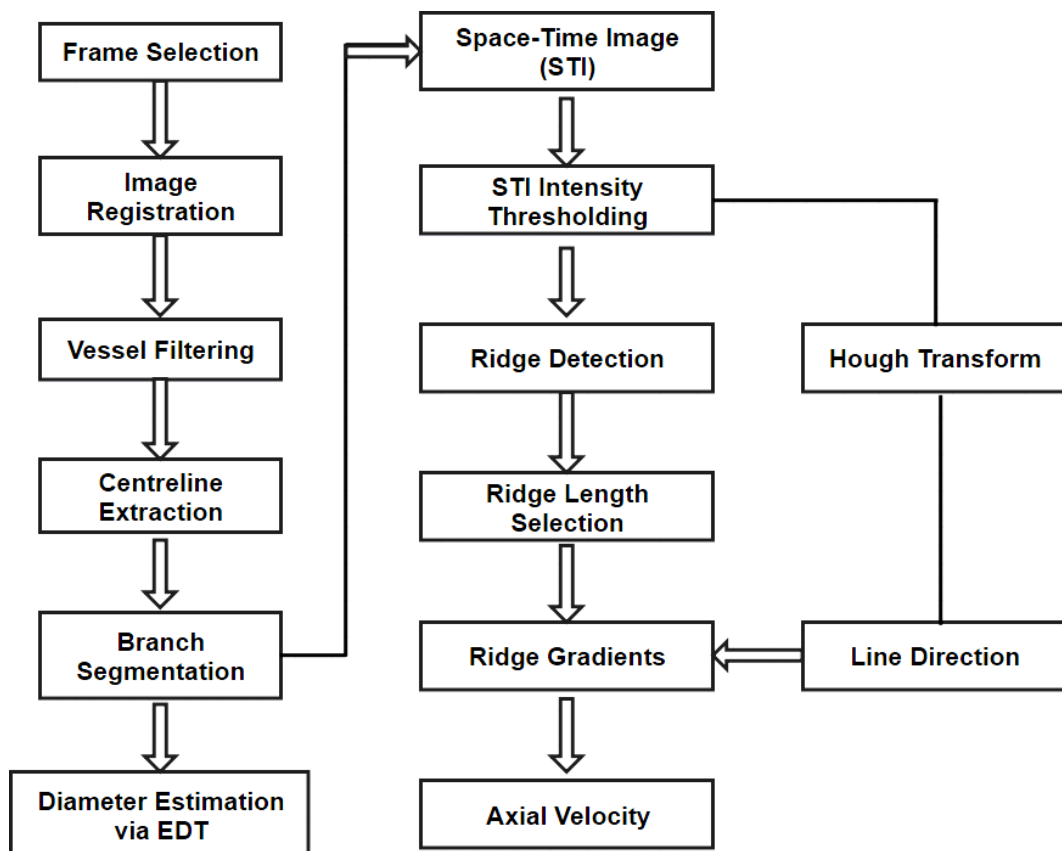 Frame Selection
Image
Registration
Vessel Filtering
Centreline
Extraction
Branch
Segmentation
Diameter Estimation
via EDT
Space-Time Image
(STI)
STI Intensity
Thresholding
Ridge Detection
Ridge Length
Selection
Ridge Gradients
Axial Velocity
Hough Transform
Line Direction